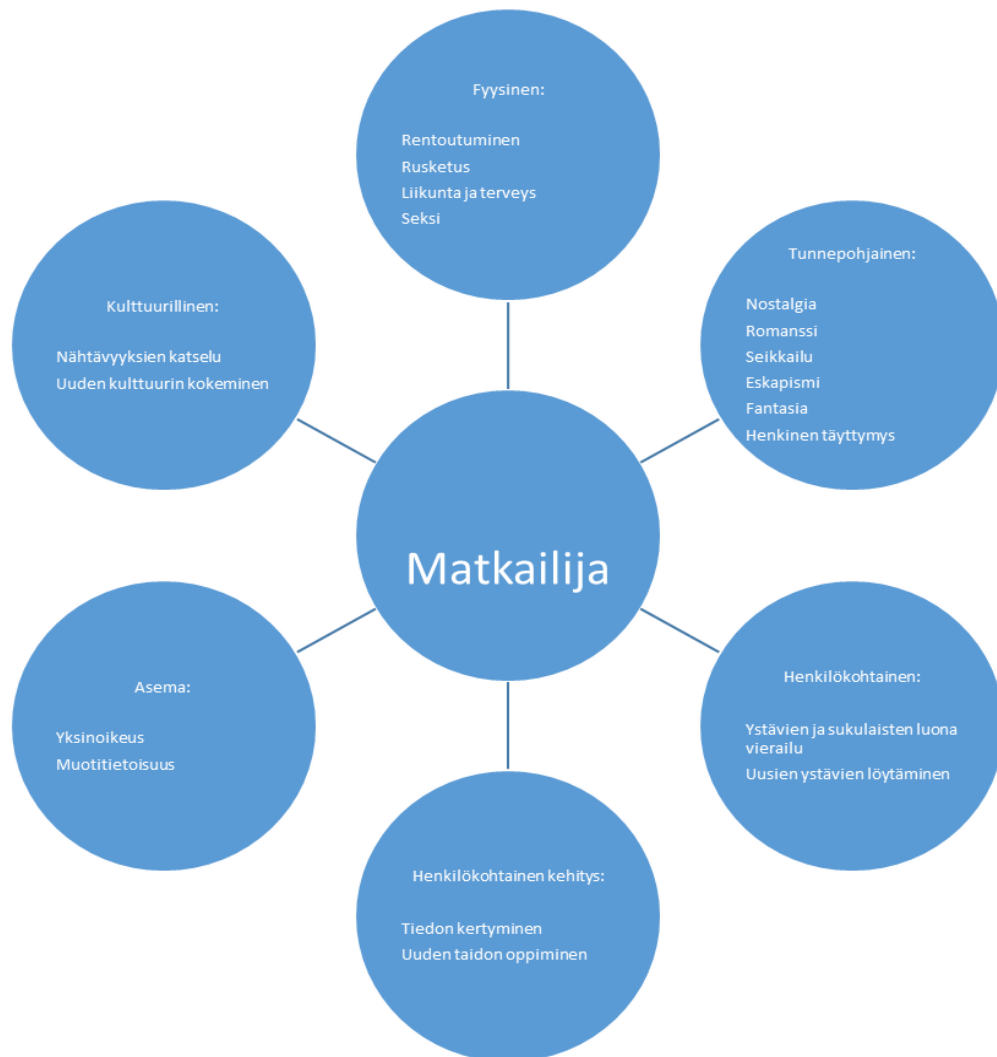 Fyysinen:
Rentoutuminen
Rusketus
Liikunta ja terveys
Seksi
Tunnepohjainen:
Nostalgia
Romanssi
Seikkailu
Eskapismi
Fantasia
Henkinen täyttymys
Kulttuurillinen:
Nähtävyyksien katselu
Uuden kulttuurin kokeminen
Matkailija
Asema:
Yksinoikeus
Muotitietoisuus
Henkilökohtainen:
Ystävien ja sukulaisten luona
vierailu
Uusien ystävien löytäminen
Henkilökohtainen kehitys:
Tiedon kertyminen
Uuden taidon oppiminen